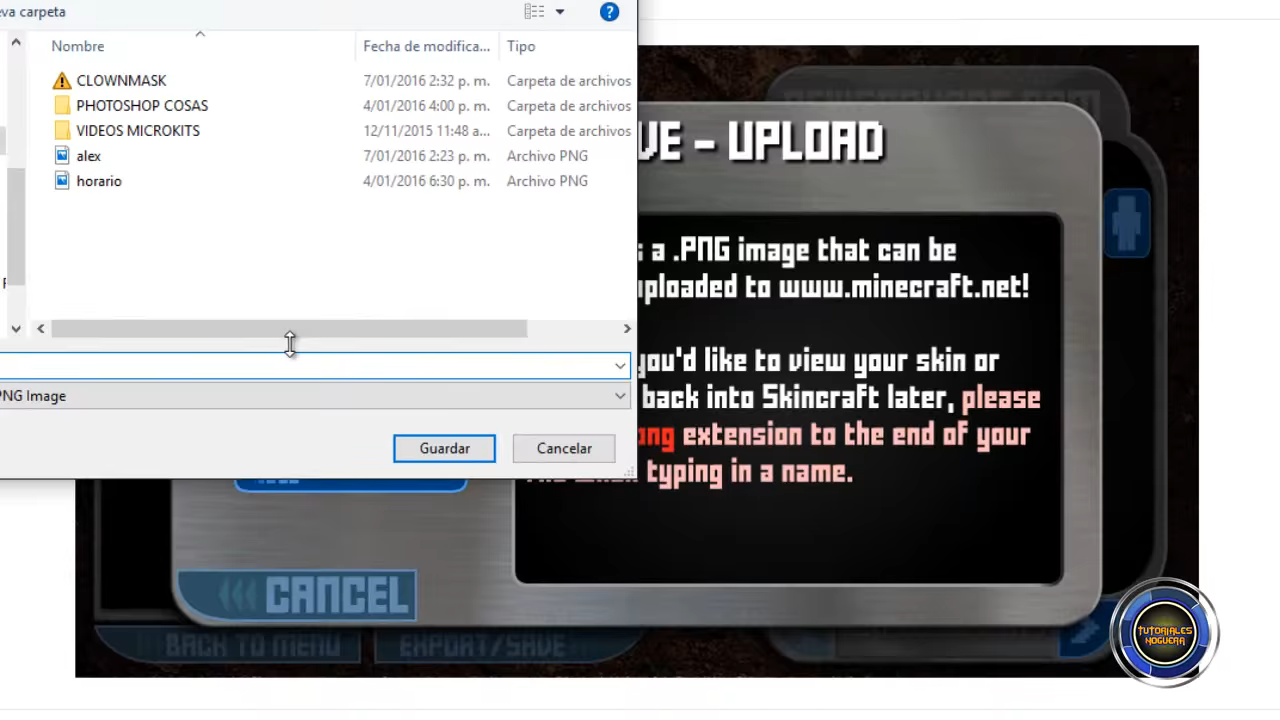 eva carpeta
Nombre Fecha de modifica... Tipo
CLOWNMASK 7/01/2016 2:32 p. m. Carpeta de archivos
PHOTOSHOP COSAS 4/01/2016 4:00 p. m. Carpeta de archivos
VIDEOS MICROKITS 12/11/2015 11:48 a... Carpeta de archivos
alex 7/01/2016 2:23 p. m. Archivo PNG
horario 4/01/2016 6:30 p. m. Archivo PNG
PNG Image
Guardar Cancelar
VE - UPLOAD
a .PNG image that can be
uploaded to www.minecraft.net!
you'd like to view your skin or
back into Skincraft later, please
extension to the end of your
typing in a name.
CANCEL
BACK TO MENU EXPORT/SAVE
TUTORIALES
NOGUERA